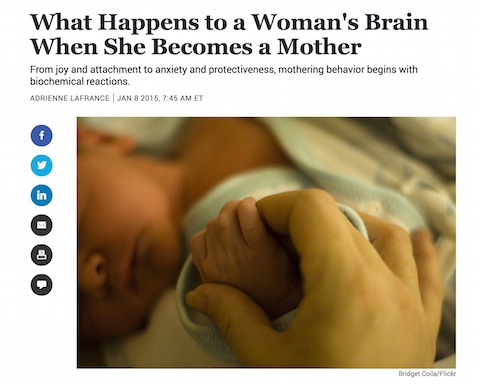 What Happens to a Woman's Brain
When She Becomes a Mother
From joy and attachment to anxiety and protectiveness, mothering behavior begins with
biochemical reactions.
ADRIENNE LAFRANCE | JAN 8 2015, 7:45 AM ET
f
in
Bridget Coila/Flickr